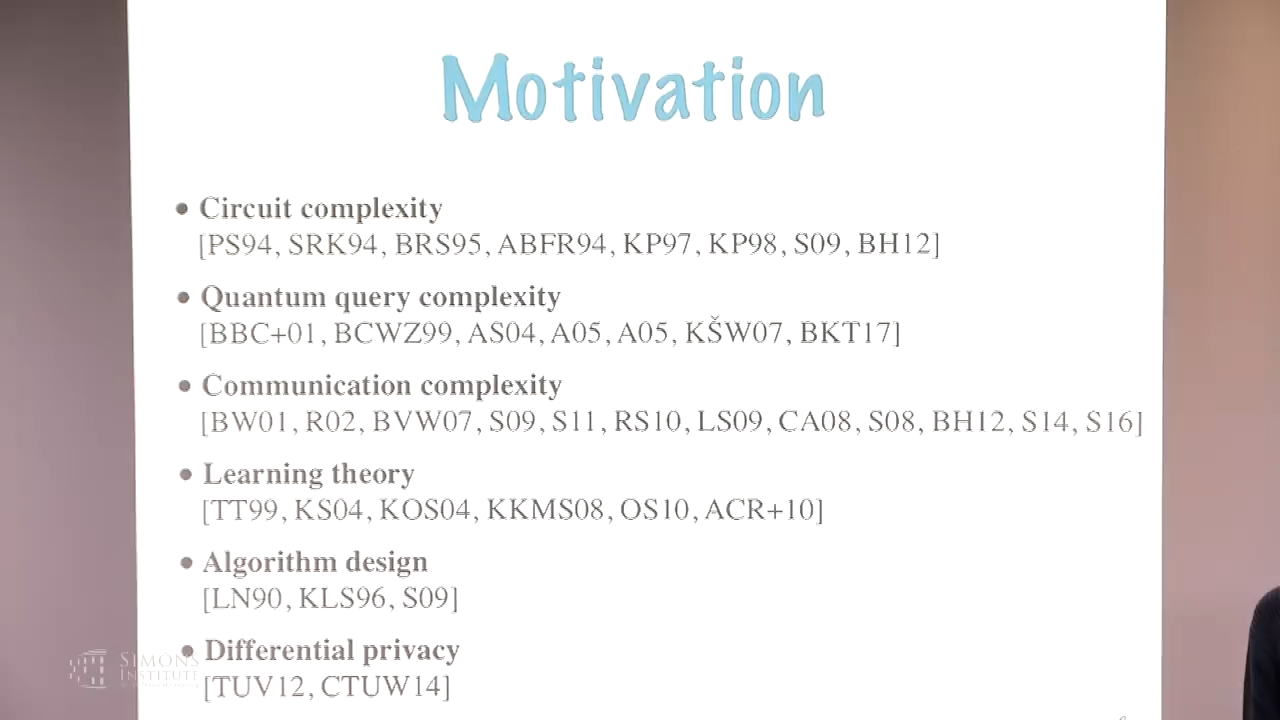 Motivation
• Circuit complexity
[PS94, SRK94, BRS95, ABFR94, KP97, KP98, S09, BH12]
• Quantum query complexity
[BBC+01, BCWZ99, AS04, A05, A05, KŠW07, BKT17]
• Communication complexity
[BW01, R02, BVW07, S09, S11, RS10, LS09, CA08, S08, BH12, S14, S16]
• Learning theory
[TT99, KS04, KOS04, KKMS08, OS10, ACR+10]
• Algorithm design
[LN90, KLS96, S09]
• Differential privacy
[TUV12, CTUW14]
SIMONS
INSTITUTE